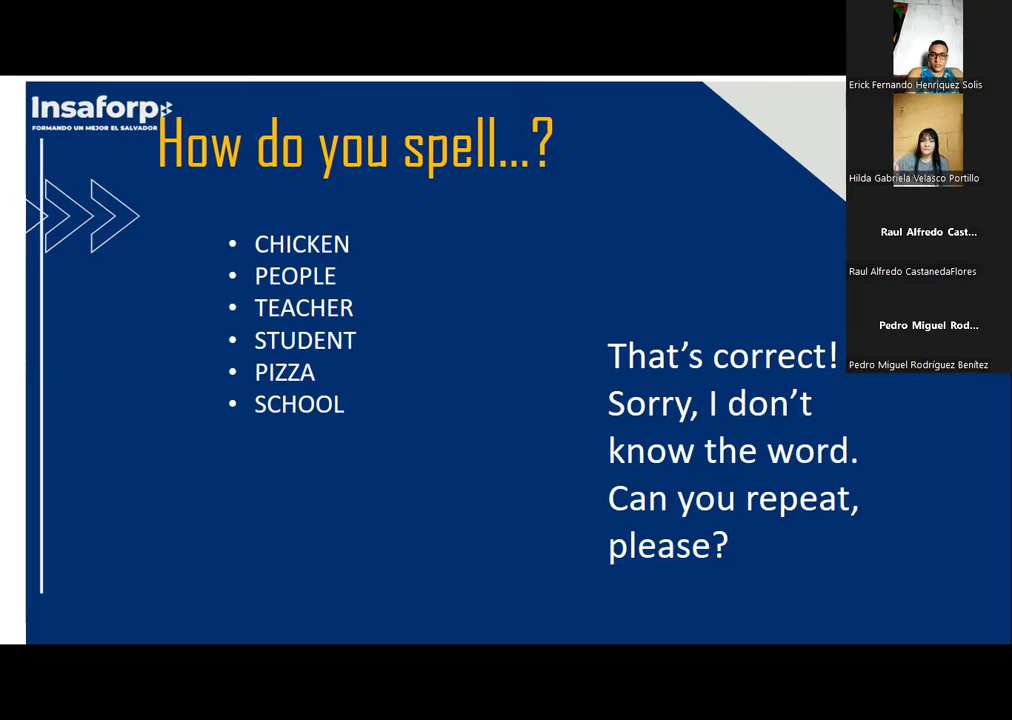 Insaforp
FORMANDO UN MEJOR EL SALVADOR
How do you spell...?
• CHICKEN
• PEOPLE
• TEACHER
• STUDENT
• PIZZA
• SCHOOL
That's correct!
Sorry, I don't
know the word.
Can you repeat,
please?
Erick Fernando Henriquez Solis
Hilda Gabriela Velasco Portillo
Raul Alfredo Cast...
Raul Alfredo CastanedaFlores
Pedro Miguel Rod...
Pedro Miguel Rodríguez Benítez